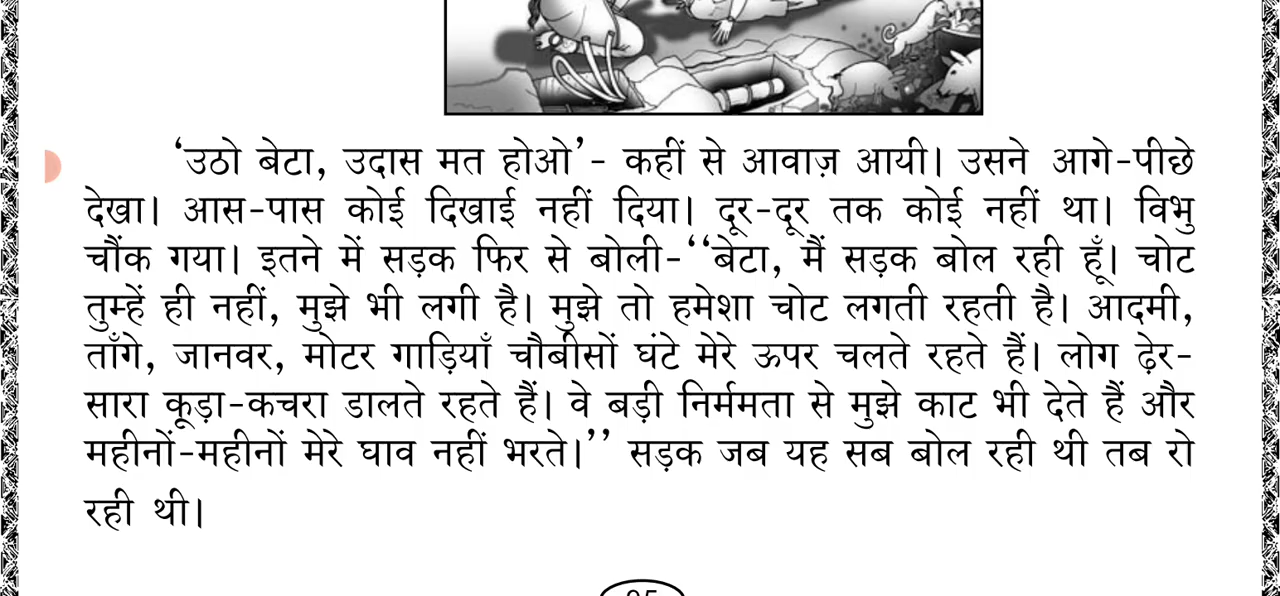 ‘उठो बेटा, उदास मत होओ’- कहीं से आवाज़ आयी। उसने आगे-पीछे
देखा। आस-पास कोई दिखाई नहीं दिया। दूर-दूर तक कोई नहीं था। विभु
चौंक गया। इतने में सड़क फिर से बोली-‘‘बेटा, मैं सड़क बोल रही हूँ। चोट
तुम्हें ही नहीं, मुझे भी लगी है। मुझे तो हमेशा चोट लगती रहती है। आदमी,
ताँगे, जानवर, मोटर गाड़ियाँ चौबीसों घंटे मेरे ऊपर चलते रहते हैं। लोग ढ़ेर-
सारा कूड़ा-कचरा डालते रहते हैं। वे बड़ी निर्ममता से मुझे काट भी देते हैं और
महीनों-महीनों मेरे घाव नहीं भरते।’’ सड़क जब यह सब बोल रही थी तब रो
रही थी।